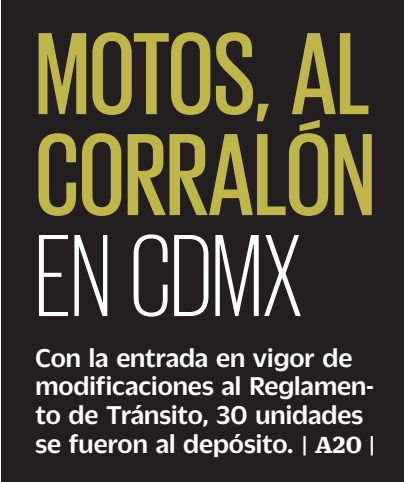 MOTOS, AL
CORRALÓN
EN CDMX
Con la entrada en vigor de
modificaciones al Reglamen-
to de Tránsito, 30 unidades
se fueron al depósito. | A20 |